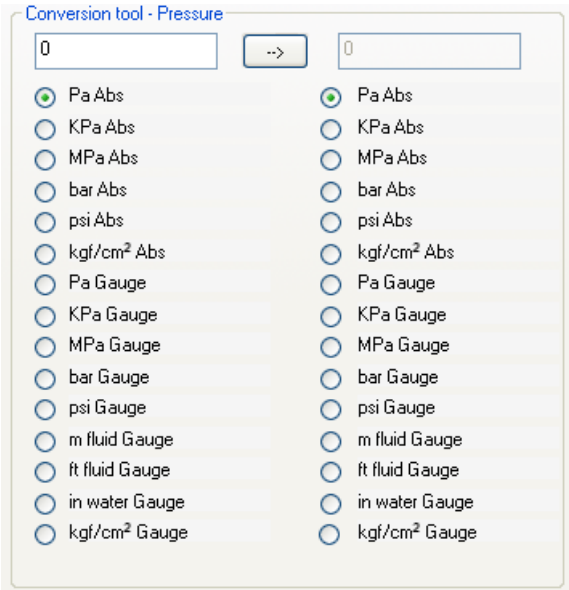 Conversion tool - Pressure
0 --> 0
Pa Abs Pa Abs
KPa Abs KPa Abs
MPa Abs MPa Abs
bar Abs bar Abs
psi Abs psi Abs
kgf/cm² Abs kgf/cm² Abs
Pa Gauge Pa Gauge
KPa Gauge KPa Gauge
MPa Gauge MPa Gauge
bar Gauge bar Gauge
psi Gauge psi Gauge
m fluid Gauge m fluid Gauge
ft fluid Gauge ft fluid Gauge
in water Gauge in water Gauge
kgf/cm² Gauge kgf/cm² Gauge